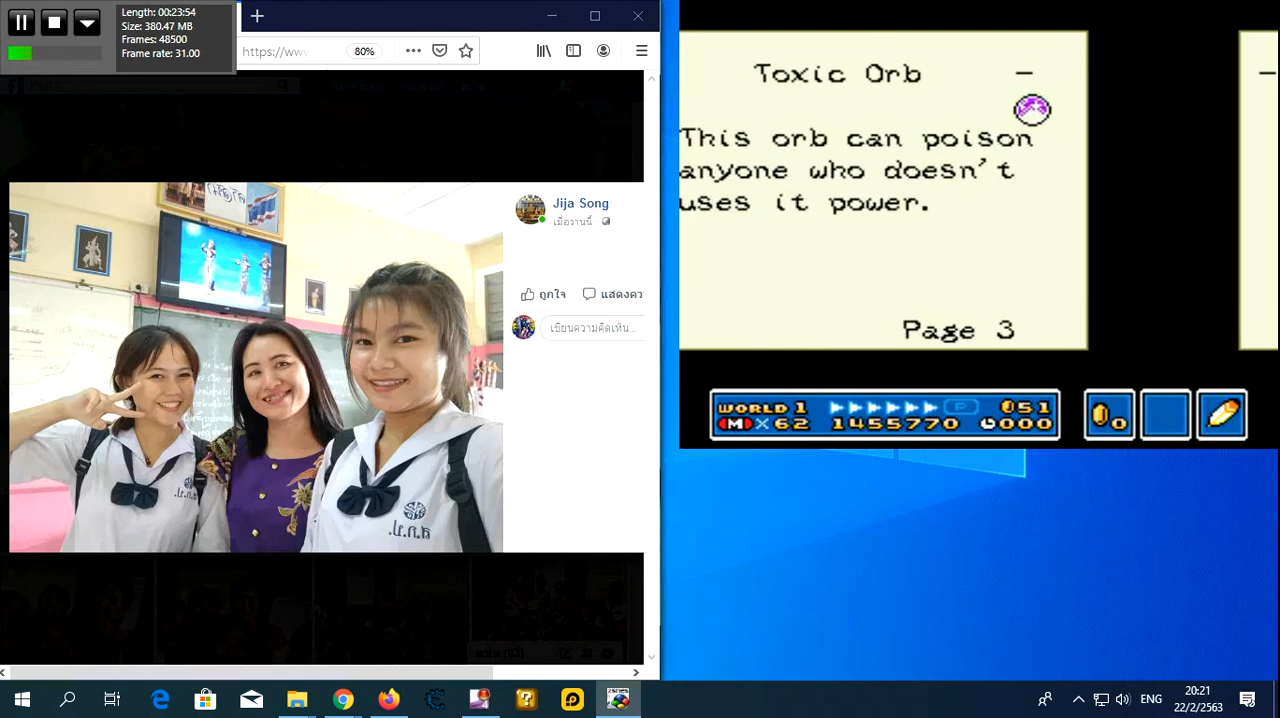 Length: 00:23:54
Size: 380.47 MB
Frames: 48500
Frame rate: 31.00
https://ww
80%
Jija Song
เมื่อวานนี้
ถูกใจ
แสดงคว
เขียนความคิดเห็น...
Toxic Orb
This orb can poison
anyone who doesn't
uses it power.
Page 3
WORLD 1
P
051
M × 62
1455770
000
0
ENG
20:21
22/2/2563